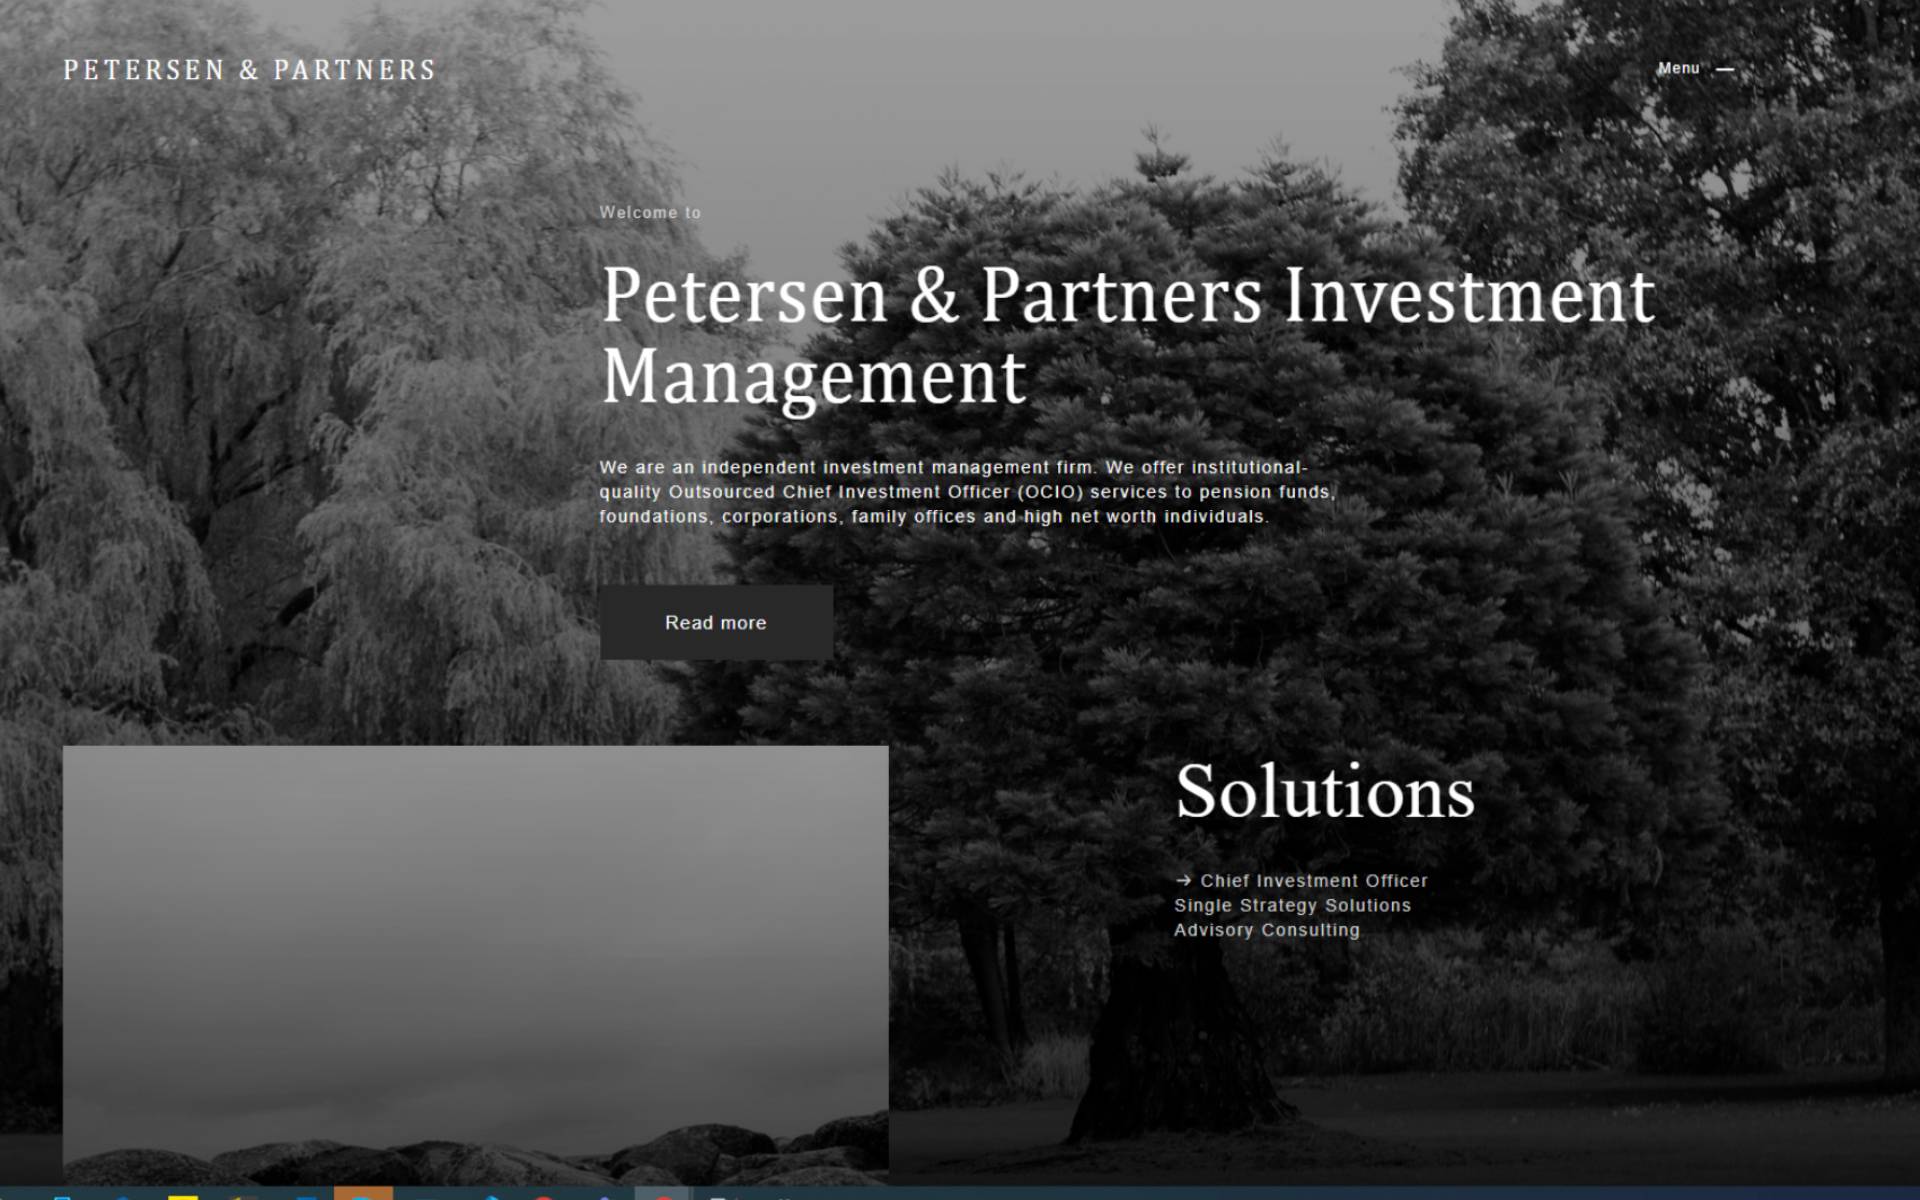 PETERSEN & PARTNERS
Menu
Welcome to
Petersen & Partners Investment
Management
We are an independent investment management firm. We offer institutional-
quality Outsourced Chief Investment Officer (OCIO) services to pension funds,
foundations, corporations, family offices and high net worth individuals.
Read more
Solutions
→ Chief Investment Officer
Single Strategy Solutions
Advisory Consulting